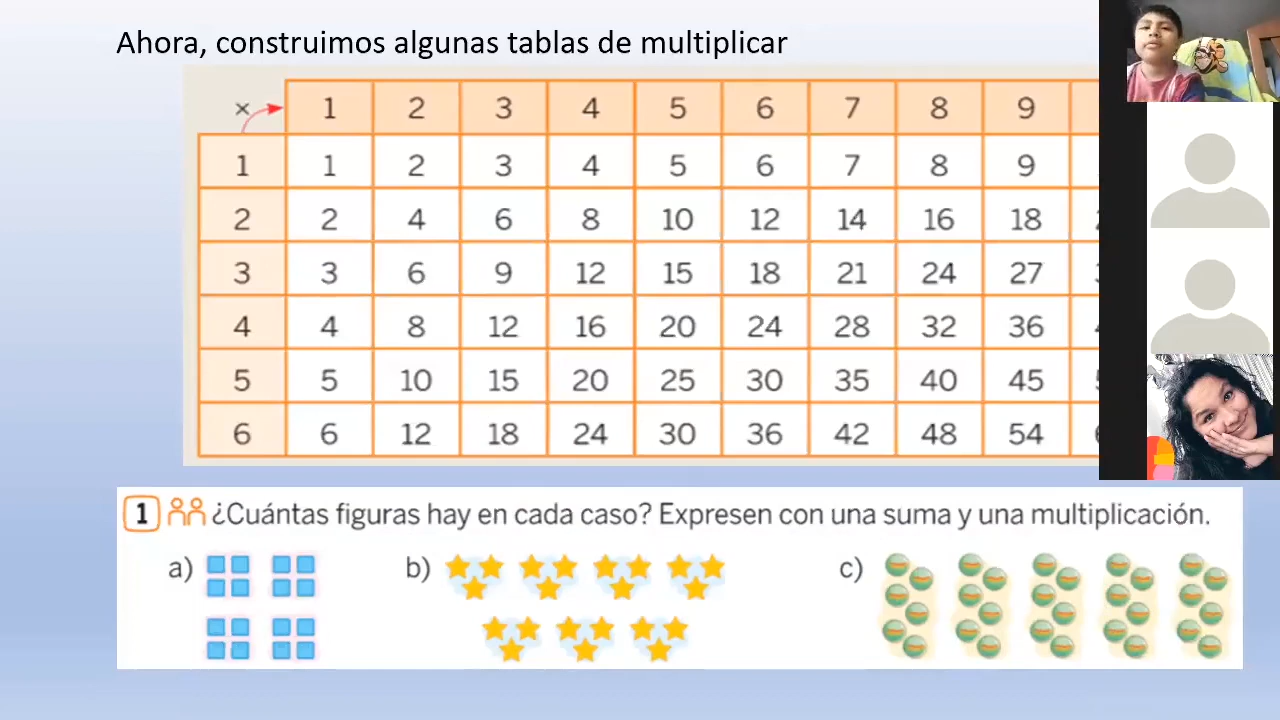 Ahora, construimos algunas tablas de multiplicar
× 1 2 3 4 5 6 7 8 9
1 1 2 3 4 5 6 7 8 9
2 2 4 6 8 10 12 14 16 18
3 3 6 9 12 15 18 21 24 27
4 4 8 12 16 20 24 28 32 36
5 5 10 15 20 25 30 35 40 45
6 6 12 18 24 30 36 42 48 54
1 ¿Cuántas figuras hay en cada caso? Expresen con una suma y una multiplicación.
a) b) c)